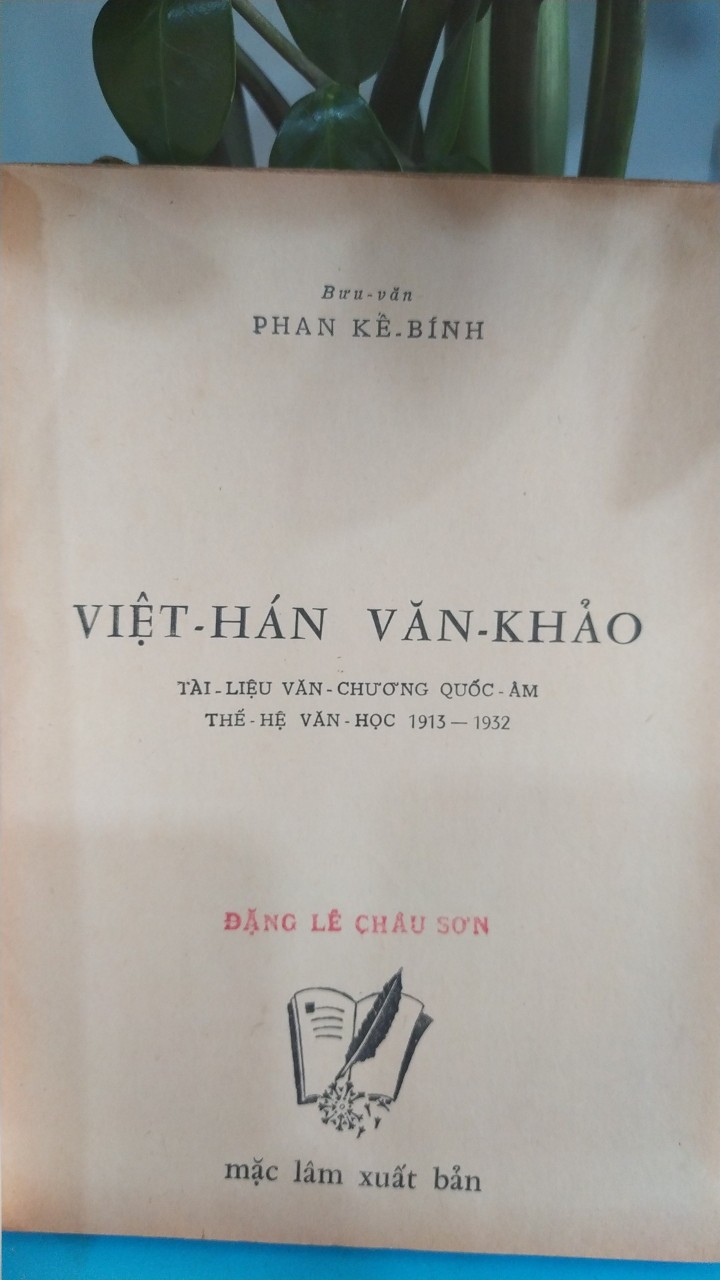 Bưu-văn
PHAN KẾ-BÍNH
VIỆT-HÁN VĂN-KHẢO
TÀI-LIỆU VĂN-CHƯƠNG QUỐC-ÂM
THẾ-HỆ VĂN-HỌC 1913 — 1932
ĐẶNG LÊ CHÂU SƠN
mặc lâm xuất bản